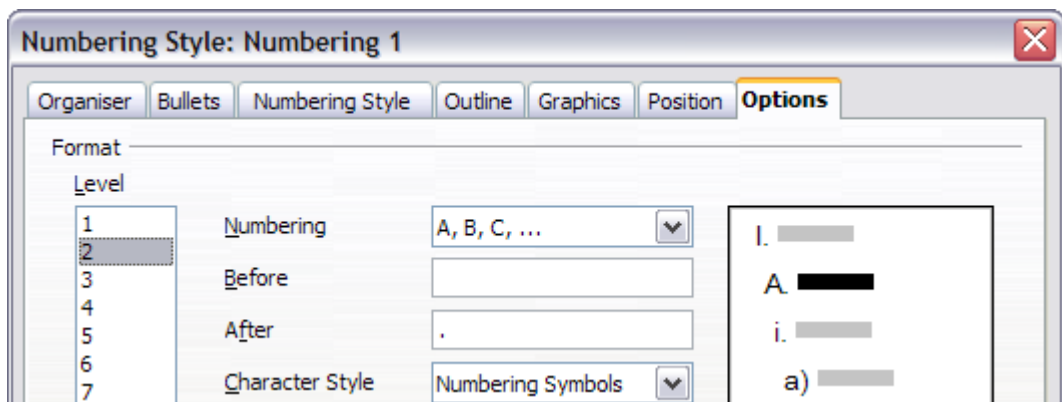 Numbering Style: Numbering 1
Organiser Bullets Numbering Style Outline Graphics Position Options
Format
Level
1
2
3
4
5
6
7
Numbering A, B, C, ...
Before
After .
Character Style Numbering Symbols
I.
A.
i.
a)